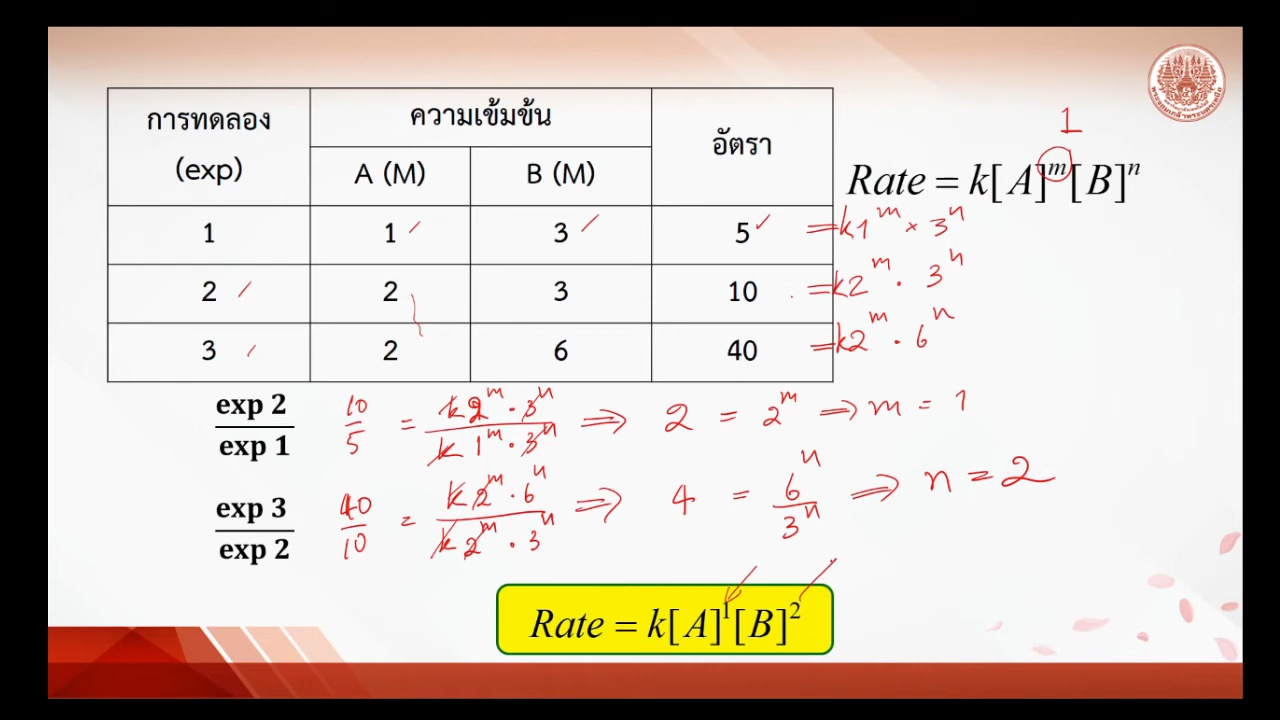 การทดลอง (exp) ความเข้มข้น อัตรา
A (M) B (M)
1 1 3 5 = k1^m × 3^n
2 2 3 10 = k2^m · 3^n
3 2 6 40 = k2^m · 6^n
1
Rate = k[A]^m[B]^n
exp 2 / exp 1 10/5 = k2^m · 3^n / k1^m · 3^n ⇒ 2 = 2^m ⇒ m = 1
exp 3 / exp 2 40/10 = k2^m · 6^n / k2^m · 3^n ⇒ 4 = 6^n / 3^n ⇒ n = 2
Rate = k[A]^1[B]^2